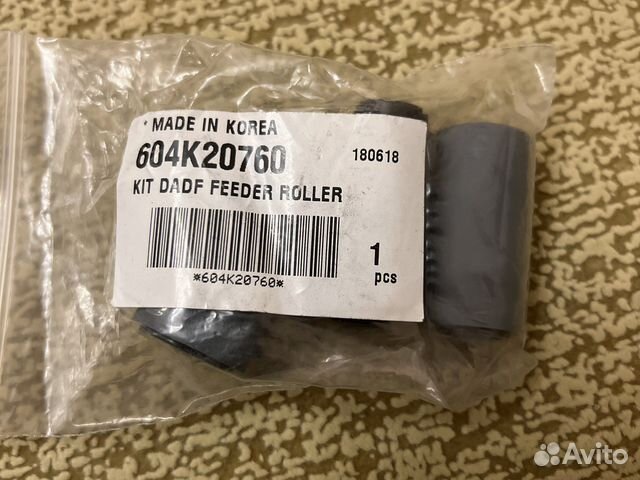 * MADE IN KOREA
604K20760 180618
KIT DADF FEEDER ROLLER
*604K20760*
1
pcs
Avito